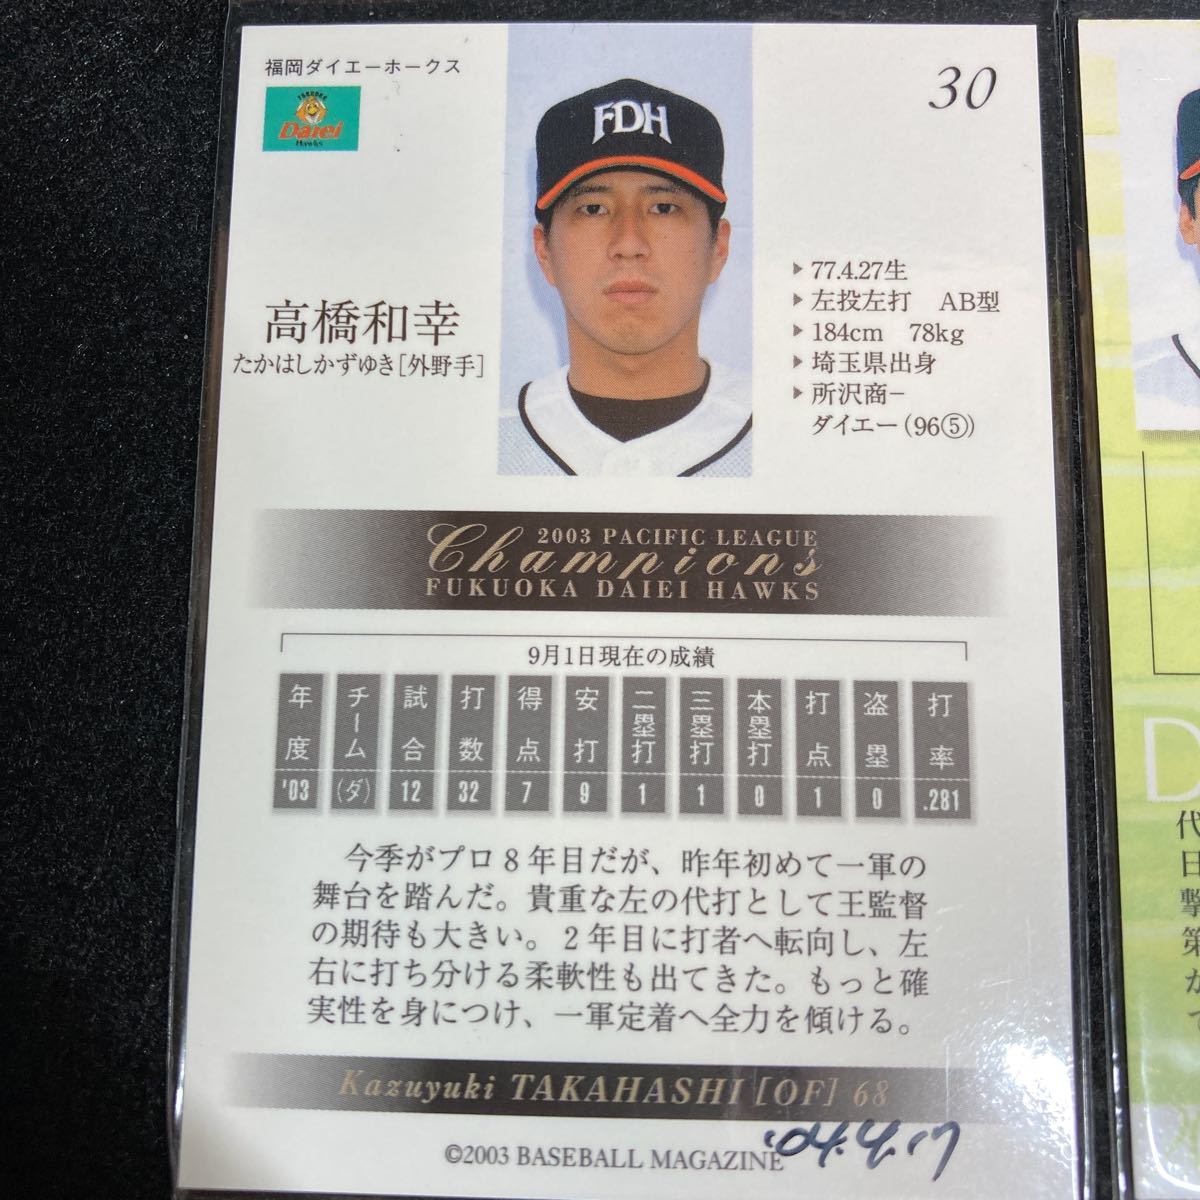 福岡ダイエーホークス
FUKUOKA
Daiei
Hawks
FDH
30
高橋和幸
たかはしかずゆき[外野手]
77.4.27生
左投左打 AB型
184cm 78kg
埼玉県出身
所沢商−
ダイエー(96⑤)
2003 PACIFIC LEAGUE
Champions
FUKUOKA DAIEI HAWKS
9月1日現在の成績
年度 チーム 試合 打数 得点 安打 二塁打 三塁打 本塁打 打点 盗塁 打率
'03 (ダ) 12 32 7 9 1 1 0 1 0 .281
今季がプロ8年目だが、昨年初めて一軍の
舞台を踏んだ。貴重な左の代打として王監督
の期待も大きい。2年目に打者へ転向し、左
右に打ち分ける柔軟性も出てきた。もっと確
実性を身につけ、一軍定着へ全力を傾ける。
Kazuyuki TAKAHASHI [OF] 68
©2003 BASEBALL MAGAZINE
'04.4.17
D
代
日
撃
第
か
て